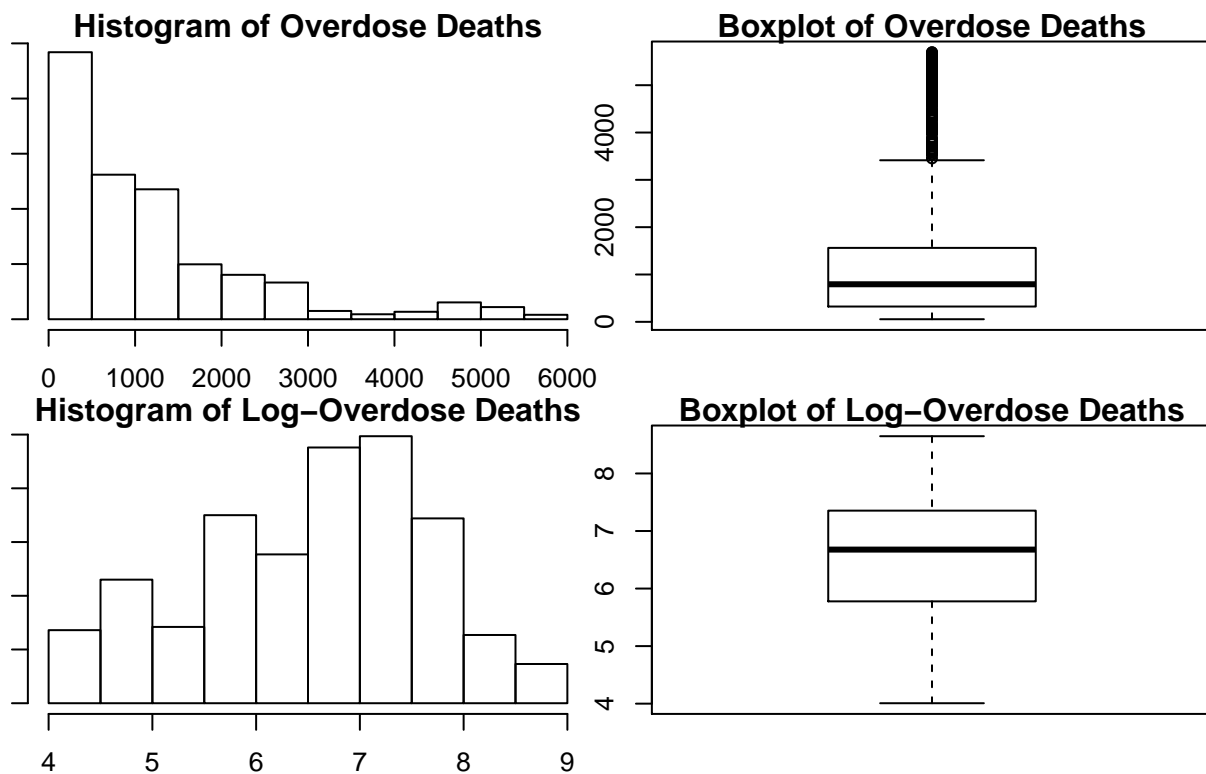 Histogram of Overdose Deaths
0 1000 2000 3000 4000 5000 6000
Boxplot of Overdose Deaths
0 2000 4000
Histogram of Log−Overdose Deaths
4 5 6 7 8 9
Boxplot of Log−Overdose Deaths
4 5 6 7 8